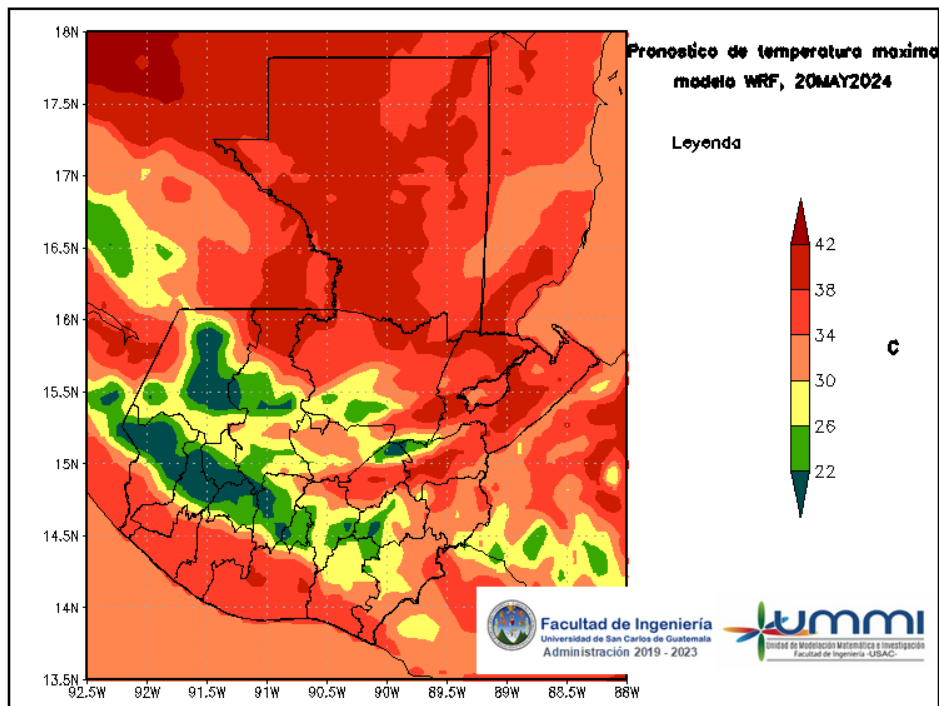 Pronostico de temperatura maxima
modelo WRF, 20MAY2024
Leyenda
42
38
34
30
26
22
C
18N
17.5N
17N
16.5N
16N
15.5N
15N
14.5N
14N
13.5N
92.5W
92W
91.5W
91W
90.5W
90W
89.5W
89W
88.5W
88W
Facultad de Ingeniería
Universidad de San Carlos de Guatemala
Administración 2019 - 2023
UMMI
Unidad de Modelación Matemática e Investigación
Facultad de Ingeniería -USAC-